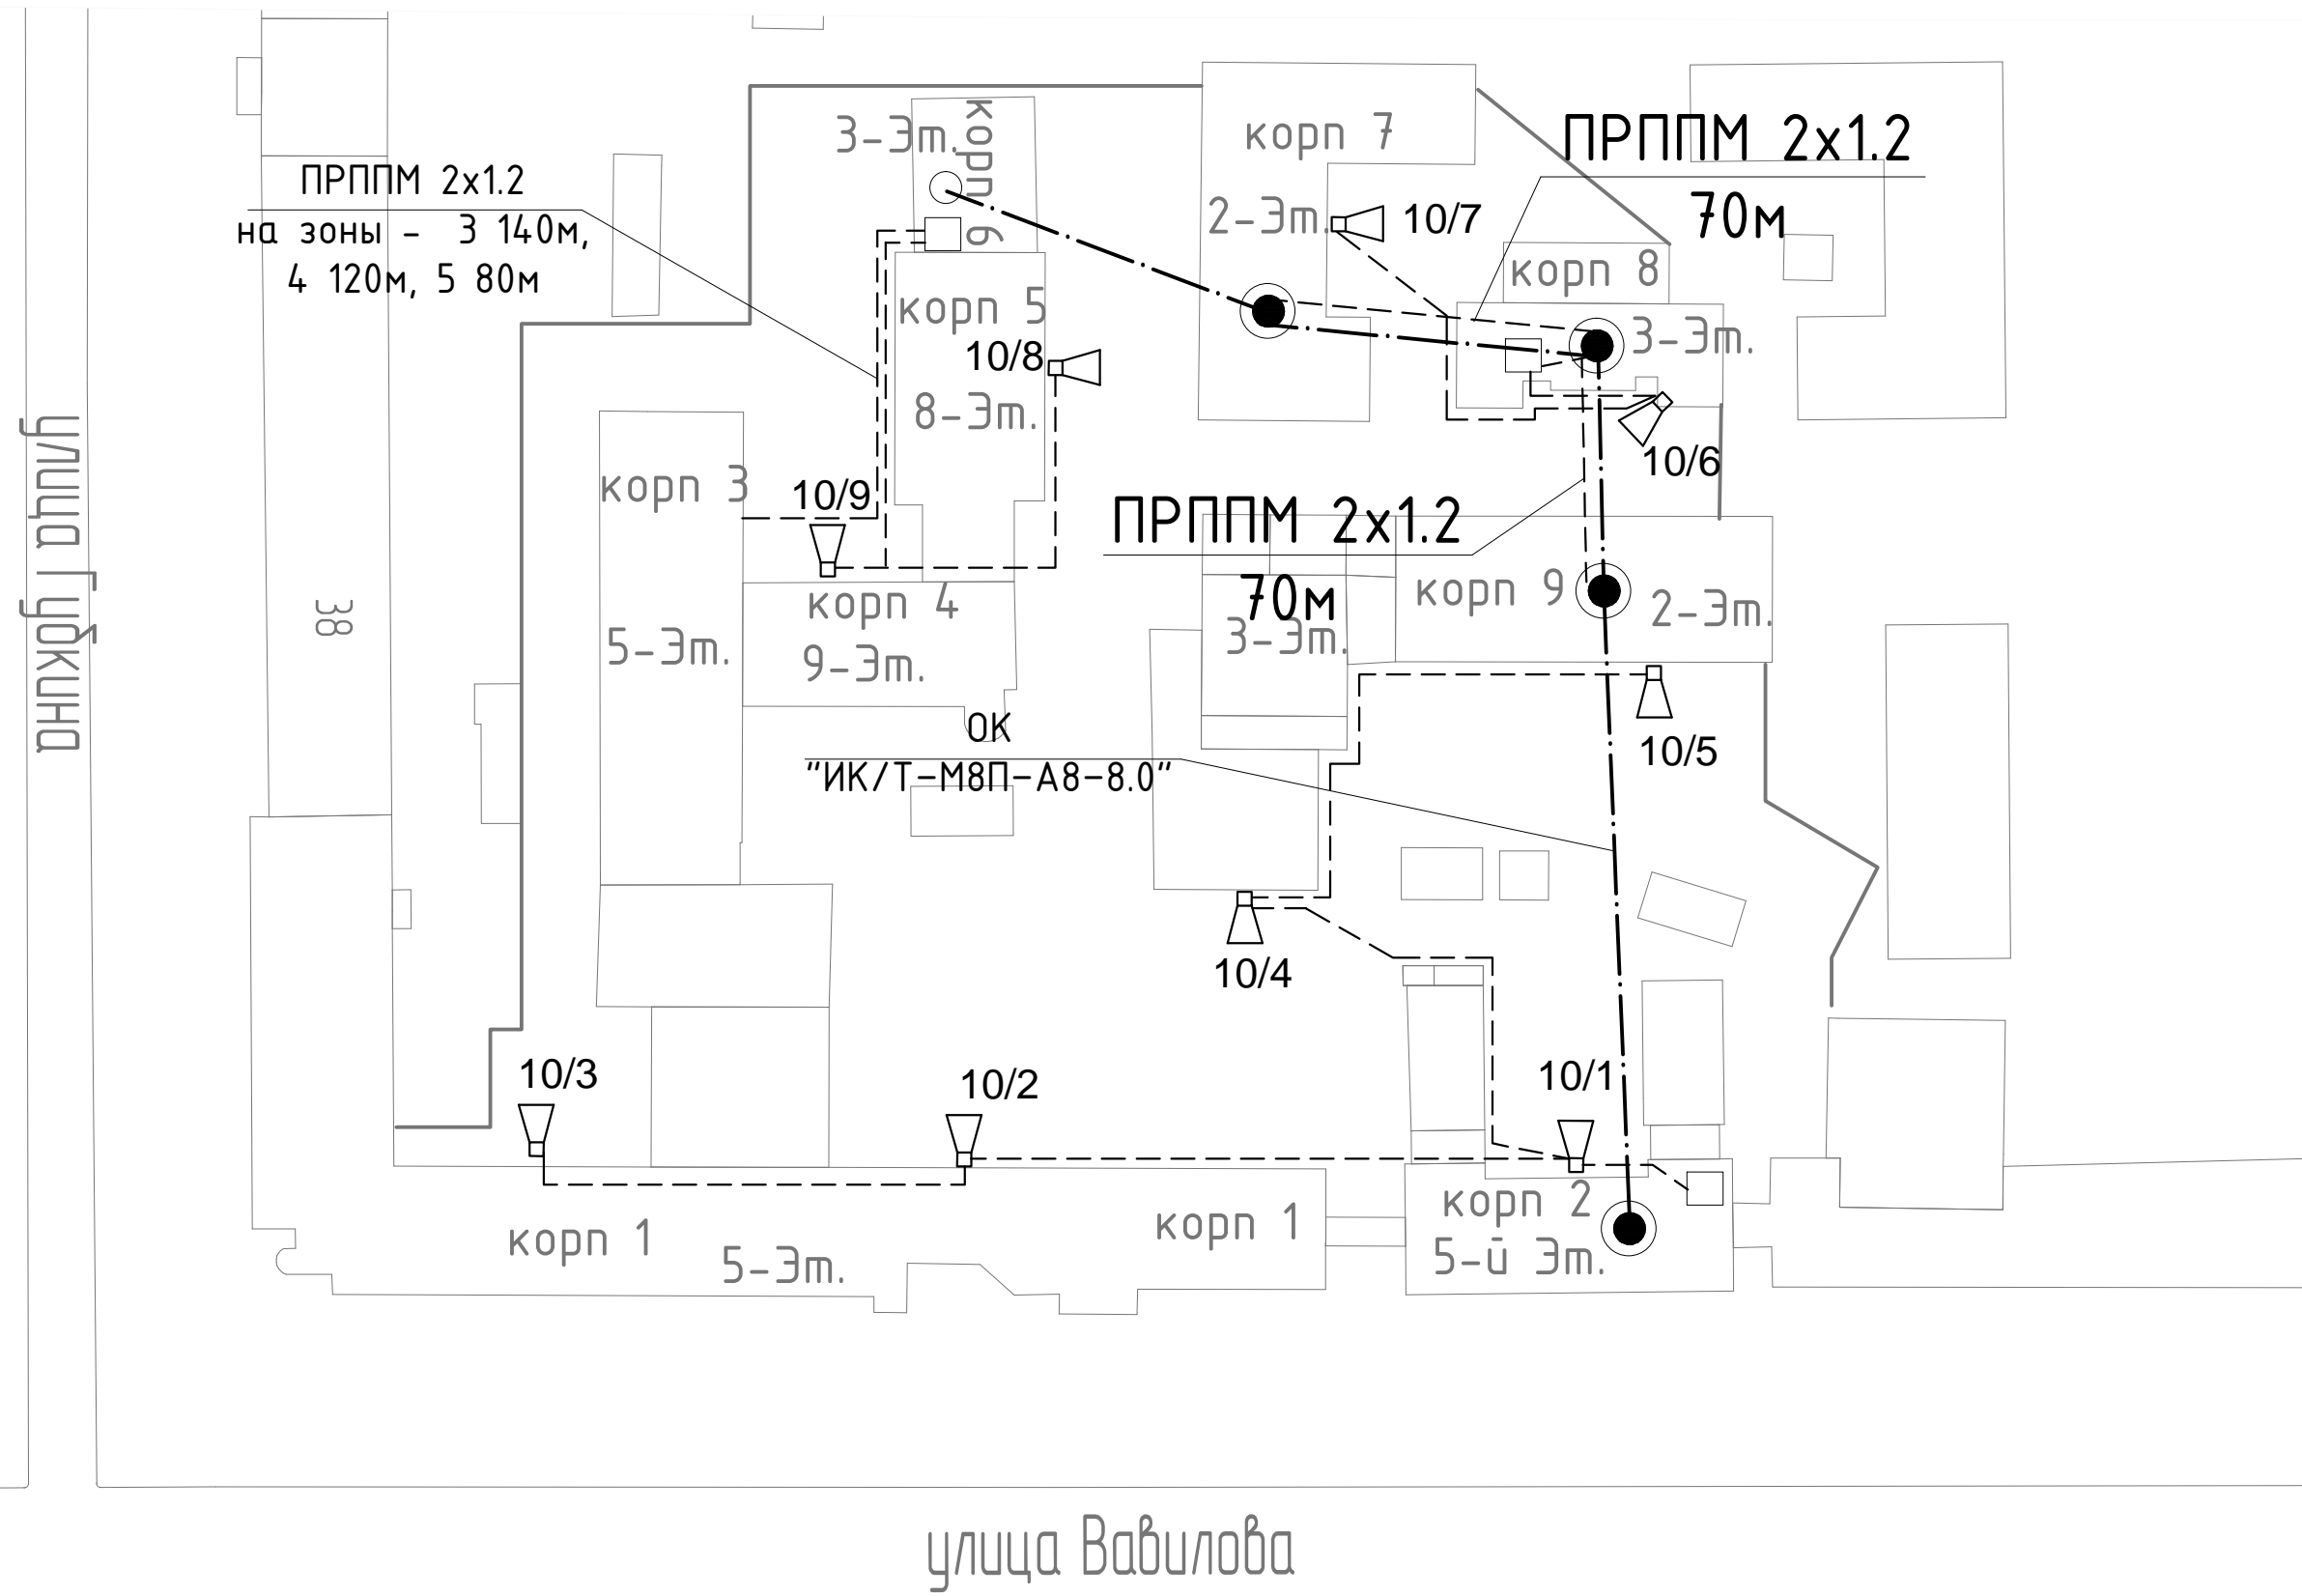 3-Эт.
корп 6
корп 7
2-Эт.
ПРППМ 2х1.2
70м
ПРППМ 2х1.2
на зоны - 3 140м,
4 120м, 5 80м
10/7
корп 8
3-Эт.
корп 5
10/8
8-Эт.
10/6
корп 3
10/9
5-Эт.
ПРППМ 2х1.2
70м
3-Эт.
корп 9
2-Эт.
корп 4
9-Эт.
улица Губкина
38
ОК
"ИК/Т-М8П-А8-8.0"
10/5
10/4
10/3
10/2
10/1
корп 1
5-Эт.
корп 1
корп 2
5-й Эт.
улица Вавилова